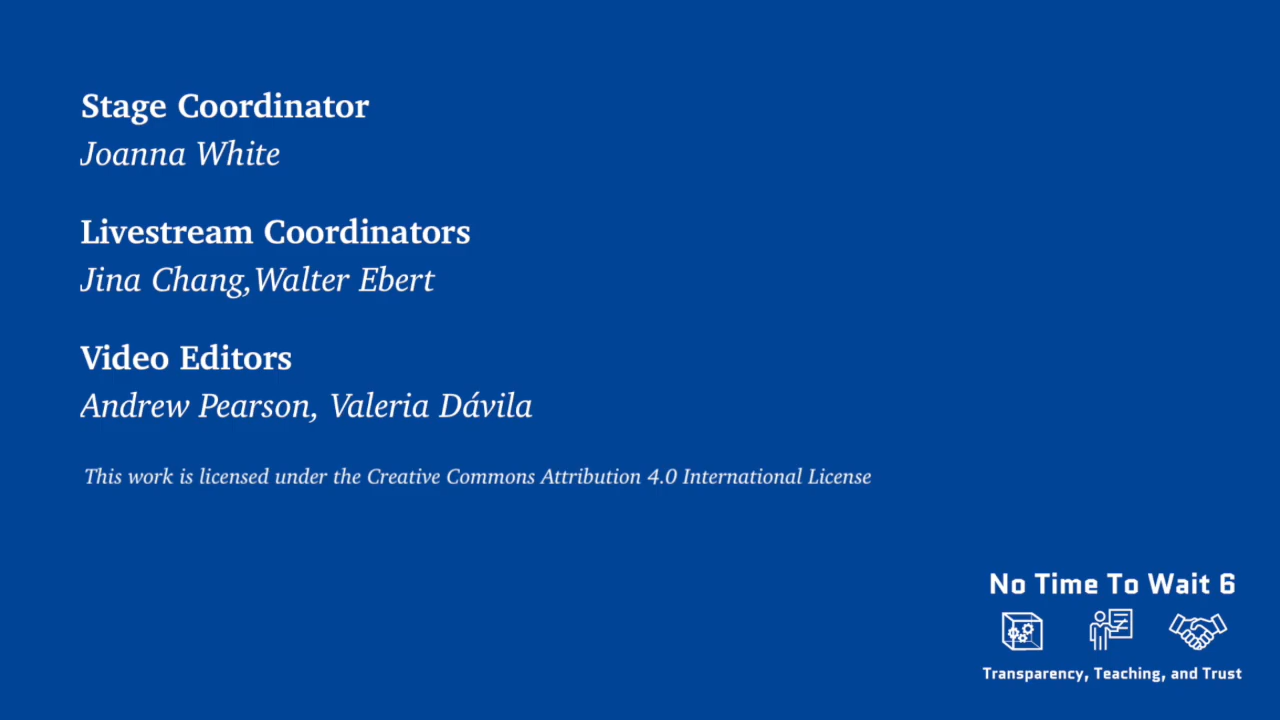 Stage Coordinator
Joanna White
Livestream Coordinators
Jina Chang,Walter Ebert
Video Editors
Andrew Pearson, Valeria Dávila
This work is licensed under the Creative Commons Attribution 4.0 International License
No Time To Wait 6
Transparency, Teaching, and Trust